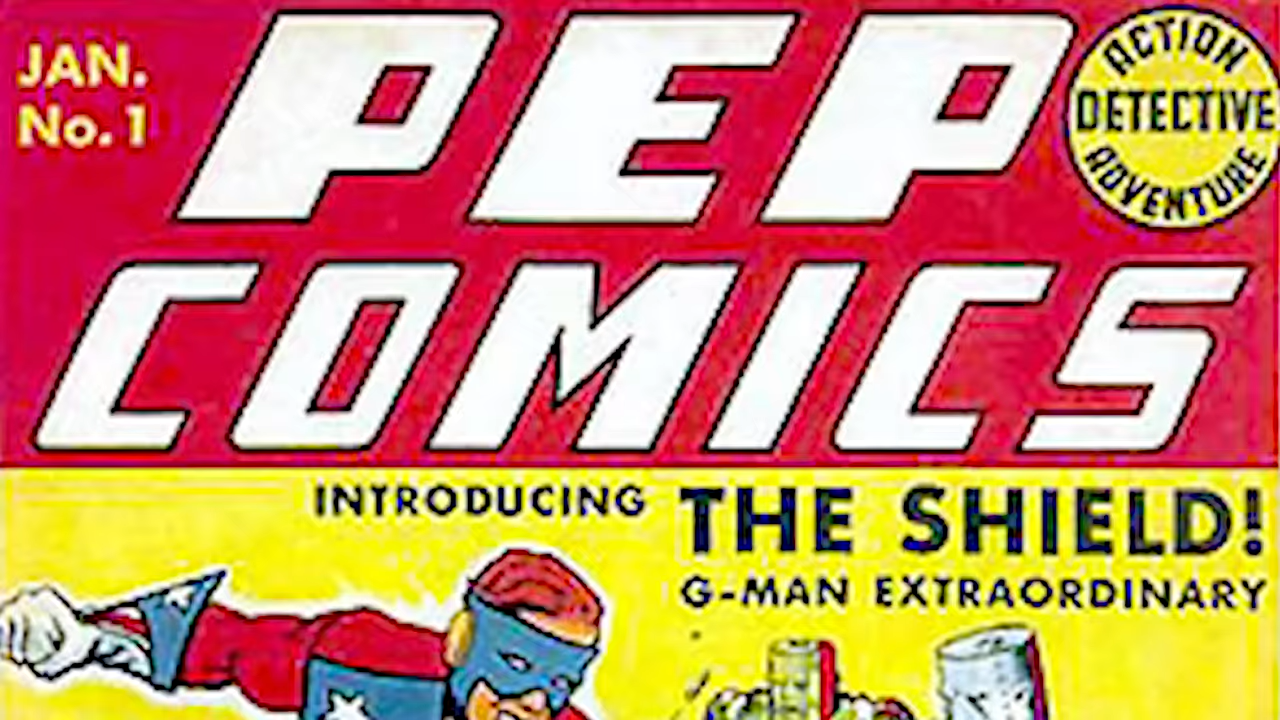 JAN.
No. 1
PEP
COMICS
ACTION
DETECTIVE
ADVENTURE
INTRODUCING THE SHIELD!
G-MAN EXTRAORDINARY